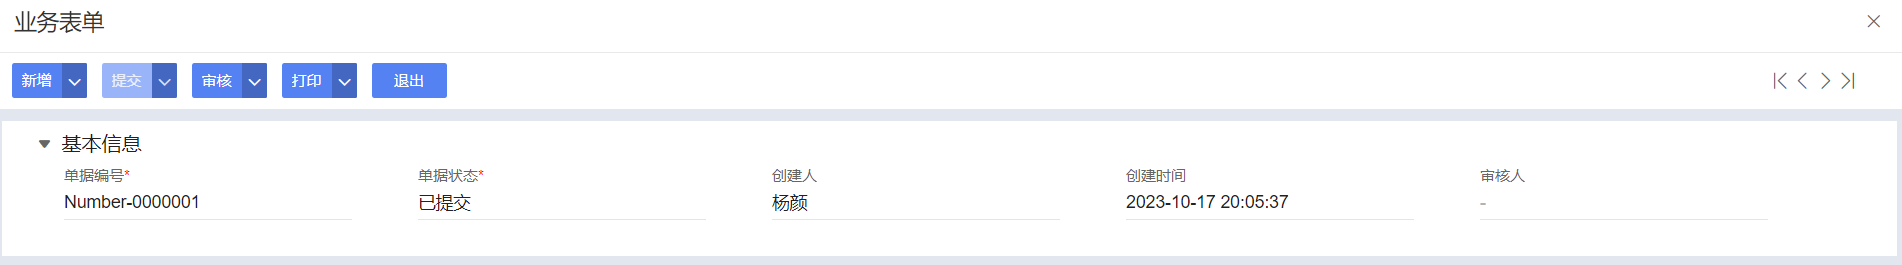 业务表单
新增 提交 审核 打印 退出
基本信息
单据编号* 单据状态* 创建人 创建时间 审核人
Number-0000001 已提交 杨颜 2023-10-17 20:05:37 -